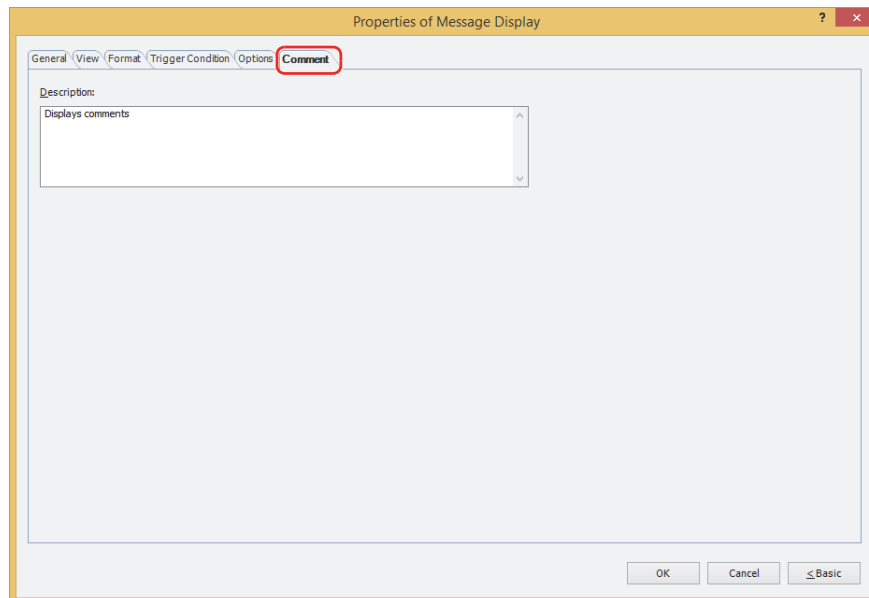 Properties of Message Display
? ×
General View Format Trigger Condition Options Comment
Description:
Displays comments
OK Cancel < Basic